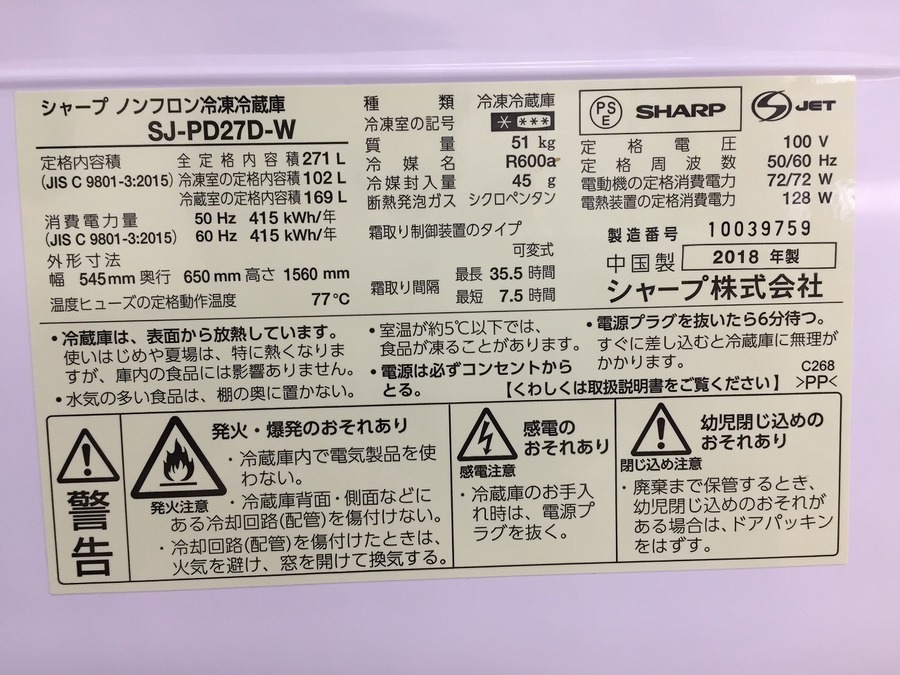 シャープ ノンフロン冷凍冷蔵庫
SJ-PD27D-W
定格内容積 全定格内容積 271 L
(JIS C 9801-3:2015) 冷凍室の定格内容積 102 L
冷蔵室の定格内容積 169 L
消費電力量 50 Hz 415 kWh/年
(JIS C 9801-3:2015) 60 Hz 415 kWh/年
外形寸法
幅 545mm 奥行 650mm 高さ 1560 mm
温度ヒューズの定格動作温度 77℃
種類 冷凍冷蔵庫
冷凍室の記号 * ***
質量 51 kg
冷媒名 R600a
冷媒封入量 45 g
断熱発泡ガス シクロペンタン
霜取り制御装置のタイプ
可変式
霜取り間隔 最長 35.5 時間
最短 7.5 時間
PS E SHARP S JET
定格電圧 100 V
定格周波数 50/60 Hz
電動機の定格消費電力 72/72 W
電熱装置の定格消費電力 128 W
製造番号 10039759
中国製 2018 年製
シャープ株式会社
・冷蔵庫は、表面から放熱しています。
使いはじめや夏場は、特に熱くなりま
すが、庫内の食品には影響ありません。
・水気の多い食品は、棚の奥に置かない。
・室温が約5℃以下では、
食品が凍ることがあります。
・電源は必ずコンセントから
とる。
・電源プラグを抜いたら6分待つ。
すぐに差し込むと冷蔵庫に無理が
かかります。
【くわしくは取扱説明書をご覧ください】
C268
>PP<
警告
発火・爆発のおそれあり
発火注意
・冷蔵庫内で電気製品を使
わない。
・冷蔵庫背面・側面などに
ある冷却回路(配管)を傷付けない。
・冷却回路(配管)を傷付けたときは、
火気を避け、窓を開けて換気する。
感電の
おそれあり
感電注意
・冷蔵庫のお手入
れ時は、電源プ
ラグを抜く。
幼児閉じ込めの
おそれあり
閉じ込め注意
・廃棄まで保管するとき、
幼児閉じ込めのおそれが
ある場合は、ドアパッキン
をはずす。